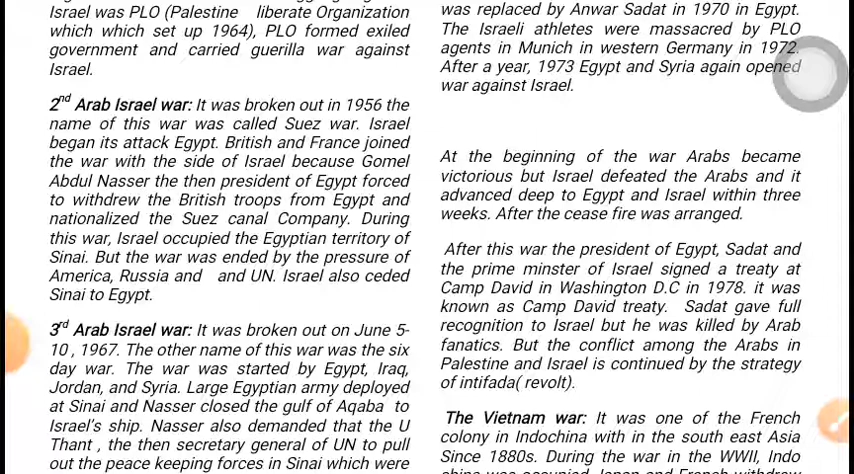 Israel was PLO (Palestine liberate Organization
which which set up 1964), PLO formed exiled
government and carried guerilla war against
Israel.
2nd Arab Israel war: It was broken out in 1956 the
name of this war was called Suez war. Israel
began its attack Egypt. British and France joined
the war with the side of Israel because Gomel
Abdul Nasser the then president of Egypt forced
to withdrew the British troops from Egypt and
nationalized the Suez canal Company. During
this war, Israel occupied the Egyptian territory of
Sinai. But the war was ended by the pressure of
America, Russia and and UN. Israel also ceded
Sinai to Egypt.
3rd Arab Israel war: It was broken out on June 5-
10 , 1967. The other name of this war was the six
day war. The war was started by Egypt, Iraq,
Jordan, and Syria. Large Egyptian army deployed
at Sinai and Nasser closed the gulf of Aqaba to
Israel's ship. Nasser also demanded that the U
Thant , the then secretary general of UN to pull
out the peace keeping forces in Sinai which were
was replaced by Anwar Sadat in 1970 in Egypt.
The Israeli athletes were massacred by PLO
agents in Munich in western Germany in 1972.
After a year, 1973 Egypt and Syria again opened
war against Israel.
At the beginning of the war Arabs became
victorious but Israel defeated the Arabs and it
advanced deep to Egypt and Israel within three
weeks. After the cease fire was arranged.
After this war the president of Egypt, Sadat and
the prime minster of Israel signed a treaty at
Camp David in Washington D.C in 1978. it was
known as Camp David treaty. Sadat gave full
recognition to Israel but he was killed by Arab
fanatics. But the conflict among the Arabs in
Palestine and Israel is continued by the strategy
of intifada( revolt).
The Vietnam war: It was one of the French
colony in Indochina with in the south east Asia
Since 1880s. During the war in the WWII, Indo
china was occupied Japan and French withdrew